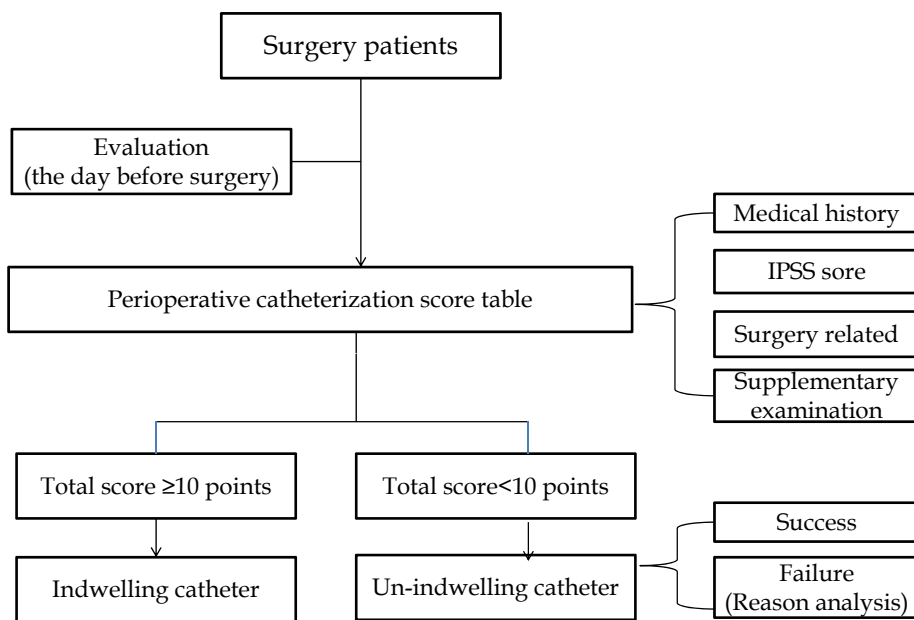 Surgery patients
Evaluation
(the day before surgery)
Medical history
IPSS sore
Perioperative catheterization score table
Surgery related
Supplementary
examination
Total score ≥10 points
Total score<10 points
Success
Indwelling catheter
Un-indwelling catheter
Failure
(Reason analysis)